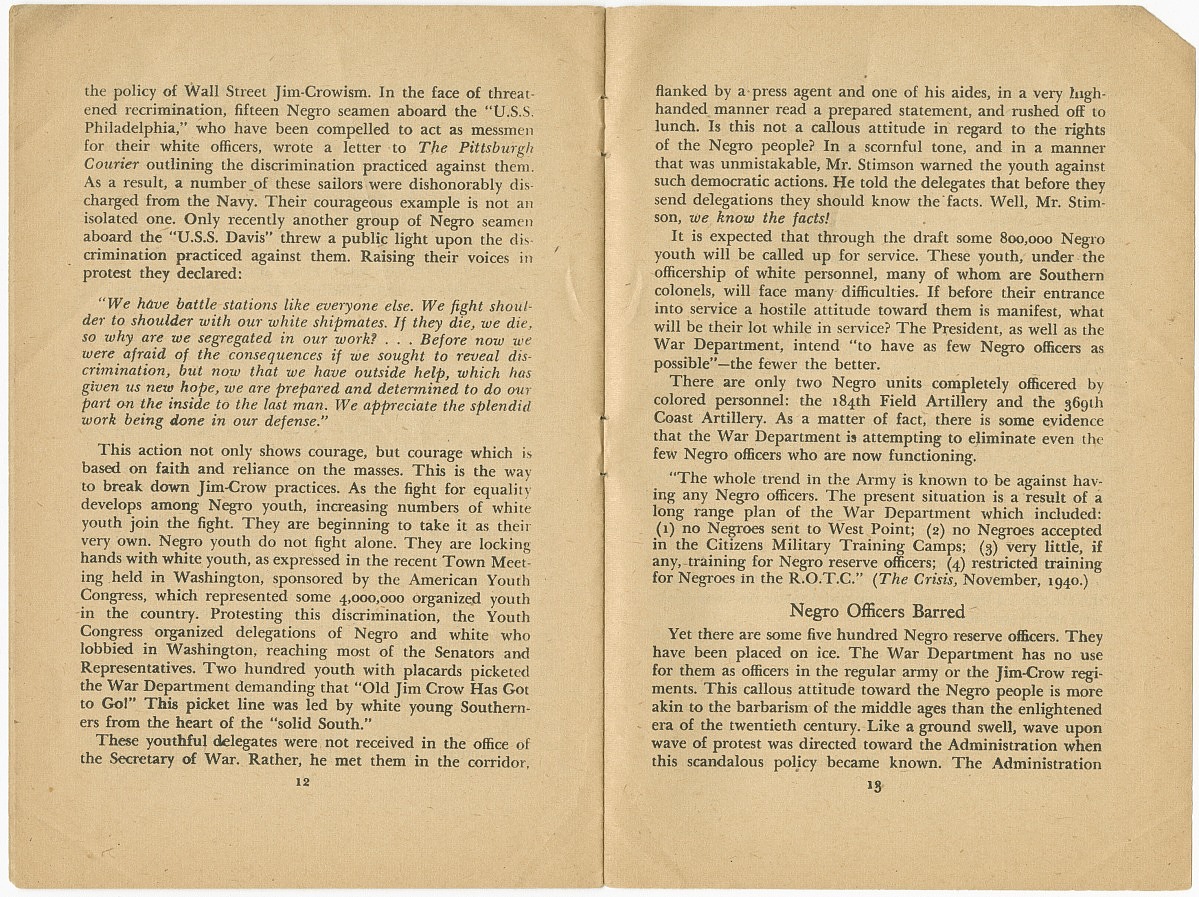 the policy of Wall Street Jim-Crowism. In the face of threat-
ened recrimination, fifteen Negro seamen aboard the "U.S.S.
Philadelphia," who have been compelled to act as messmen
for their white officers, wrote a letter to The Pittsburgh
Courier outlining the discrimination practiced against them.
As a result, a number of these sailors were dishonorably dis-
charged from the Navy. Their courageous example is not an
isolated one. Only recently another group of Negro seamen
aboard the "U.S.S. Davis" threw a public light upon the dis-
crimination practiced against them. Raising their voices in
protest they declared:
"We have battle stations like everyone else. We fight shoul-
der to shoulder with our white shipmates. If they die, we die,
so why are we segregated in our work? . . . Before now we
were afraid of the consequences if we sought to reveal dis-
crimination, but now that we have outside help, which has
given us new hope, we are prepared and determined to do our
part on the inside to the last man. We appreciate the splendid
work being done in our defense."
This action not only shows courage, but courage which is
based on faith and reliance on the masses. This is the way
to break down Jim-Crow practices. As the fight for equality
develops among Negro youth, increasing numbers of white
youth join the fight. They are beginning to take it as their
very own. Negro youth do not fight alone. They are locking
hands with white youth, as expressed in the recent Town Meet-
ing held in Washington, sponsored by the American Youth
Congress, which represented some 4,000,000 organized youth
in the country. Protesting this discrimination, the Youth
Congress organized delegations of Negro and white who
lobbied in Washington, reaching most of the Senators and
Representatives. Two hundred youth with placards picketed
the War Department demanding that "Old Jim Crow Has Got
to Go!" This picket line was led by white young Southern-
ers from the heart of the "solid South."
These youthful delegates were not received in the office of
the Secretary of War. Rather, he met them in the corridor,
12
flanked by a press agent and one of his aides, in a very high-
handed manner read a prepared statement, and rushed off to
lunch. Is this not a callous attitude in regard to the rights
of the Negro people? In a scornful tone, and in a manner
that was unmistakable, Mr. Stimson warned the youth against
such democratic actions. He told the delegates that before they
send delegations they should know the facts. Well, Mr. Stim-
son, we know the facts!
It is expected that through the draft some 800,000 Negro
youth will be called up for service. These youth, under the
officership of white personnel, many of whom are Southern
colonels, will face many difficulties. If before their entrance
into service a hostile attitude toward them is manifest, what
will be their lot while in service? The President, as well as the
War Department, intend "to have as few Negro officers as
possible"—the fewer the better.
There are only two Negro units completely officered by
colored personnel: the 184th Field Artillery and the 369th
Coast Artillery. As a matter of fact, there is some evidence
that the War Department is attempting to eliminate even the
few Negro officers who are now functioning.
"The whole trend in the Army is known to be against hav-
ing any Negro officers. The present situation is a result of a
long range plan of the War Department which included:
(1) no Negroes sent to West Point; (2) no Negroes accepted
in the Citizens Military Training Camps; (3) very little, if
any, training for Negro reserve officers; (4) restricted training
for Negroes in the R.O.T.C." (The Crisis, November, 1940.)
Negro Officers Barred
Yet there are some five hundred Negro reserve officers. They
have been placed on ice. The War Department has no use
for them as officers in the regular army or the Jim-Crow regi-
ments. This callous attitude toward the Negro people is more
akin to the barbarism of the middle ages than the enlightened
era of the twentieth century. Like a ground swell, wave upon
wave of protest was directed toward the Administration when
this scandalous policy became known. The Administration
13